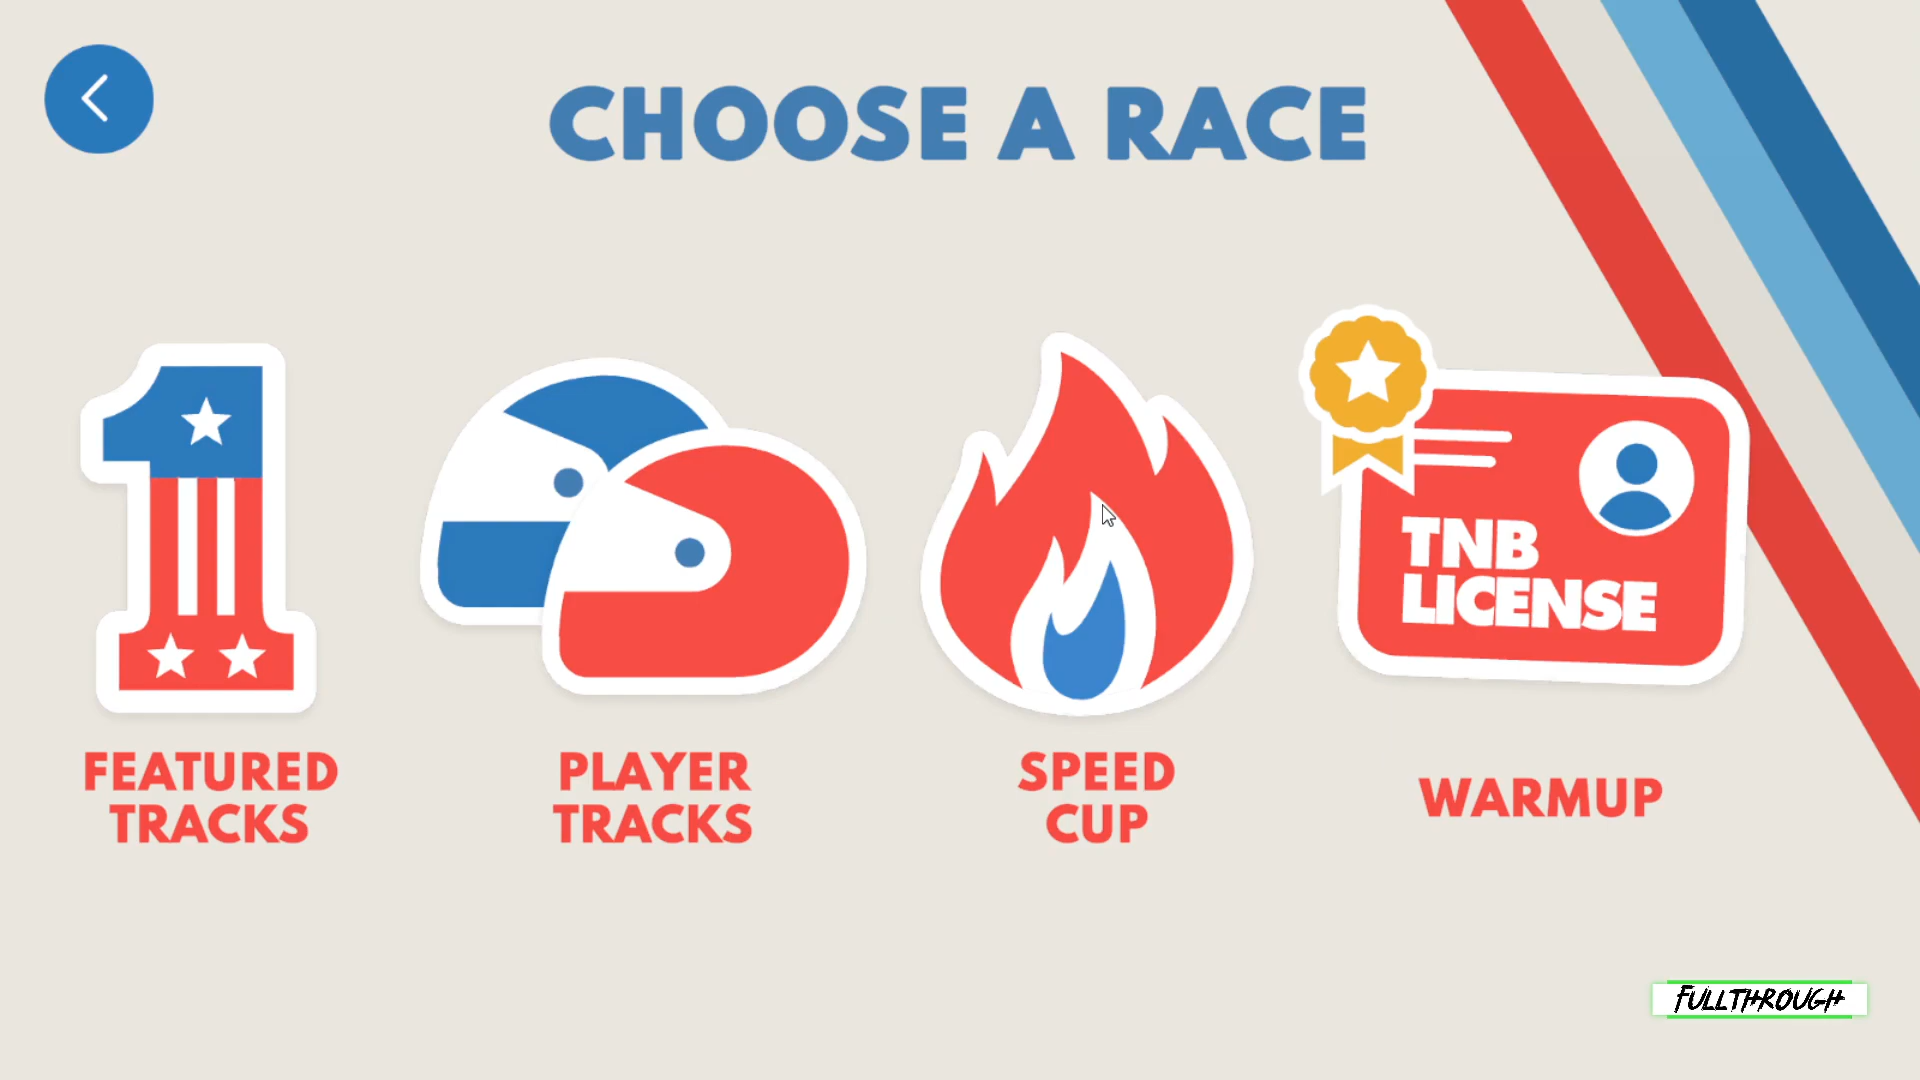 CHOOSE A RACE
TNB
LICENSE
FEATURED
TRACKS
PLAYER
TRACKS
SPEED
CUP
WARMUP
FULLTHROUGH